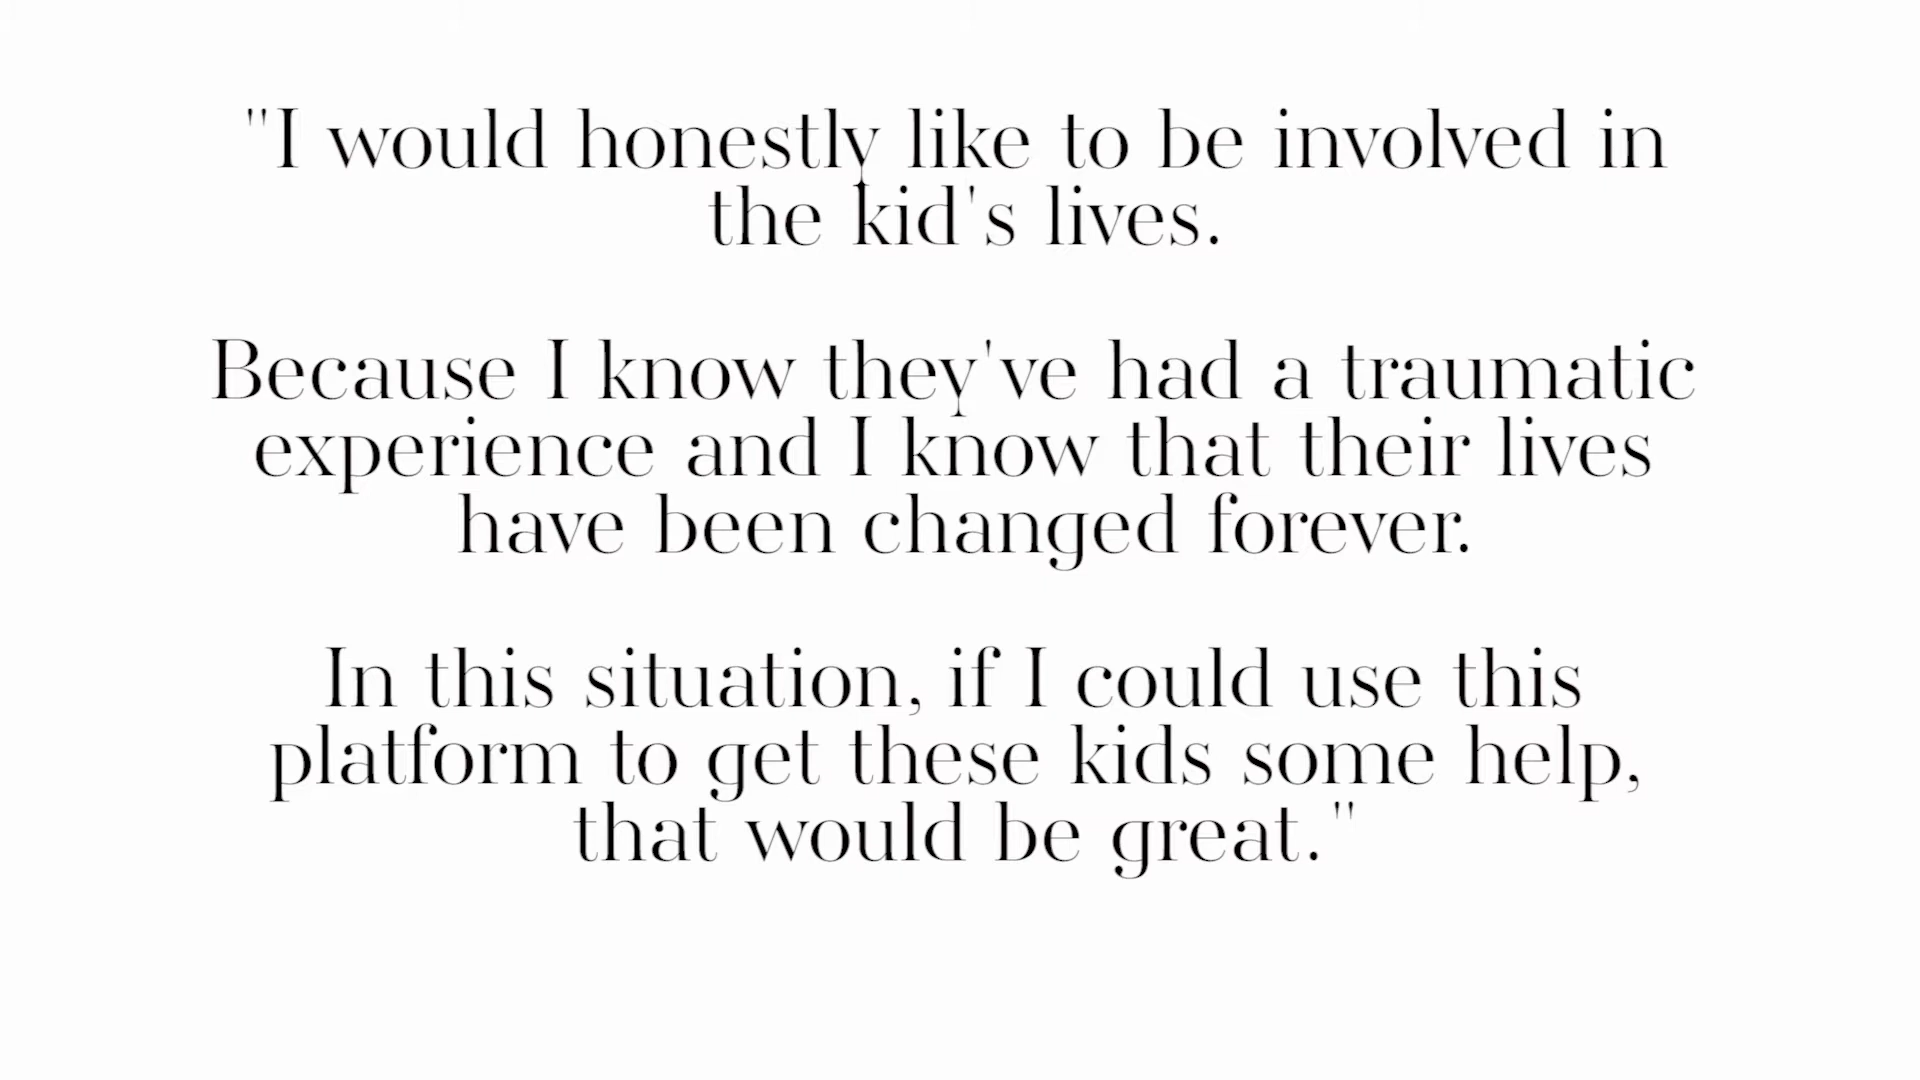 "I would honestly like to be involved in
the kid's lives.
Because I know they've had a traumatic
experience and I know that their lives
have been changed forever.
In this situation, if I could use this
platform to get these kids some help,
that would be great."